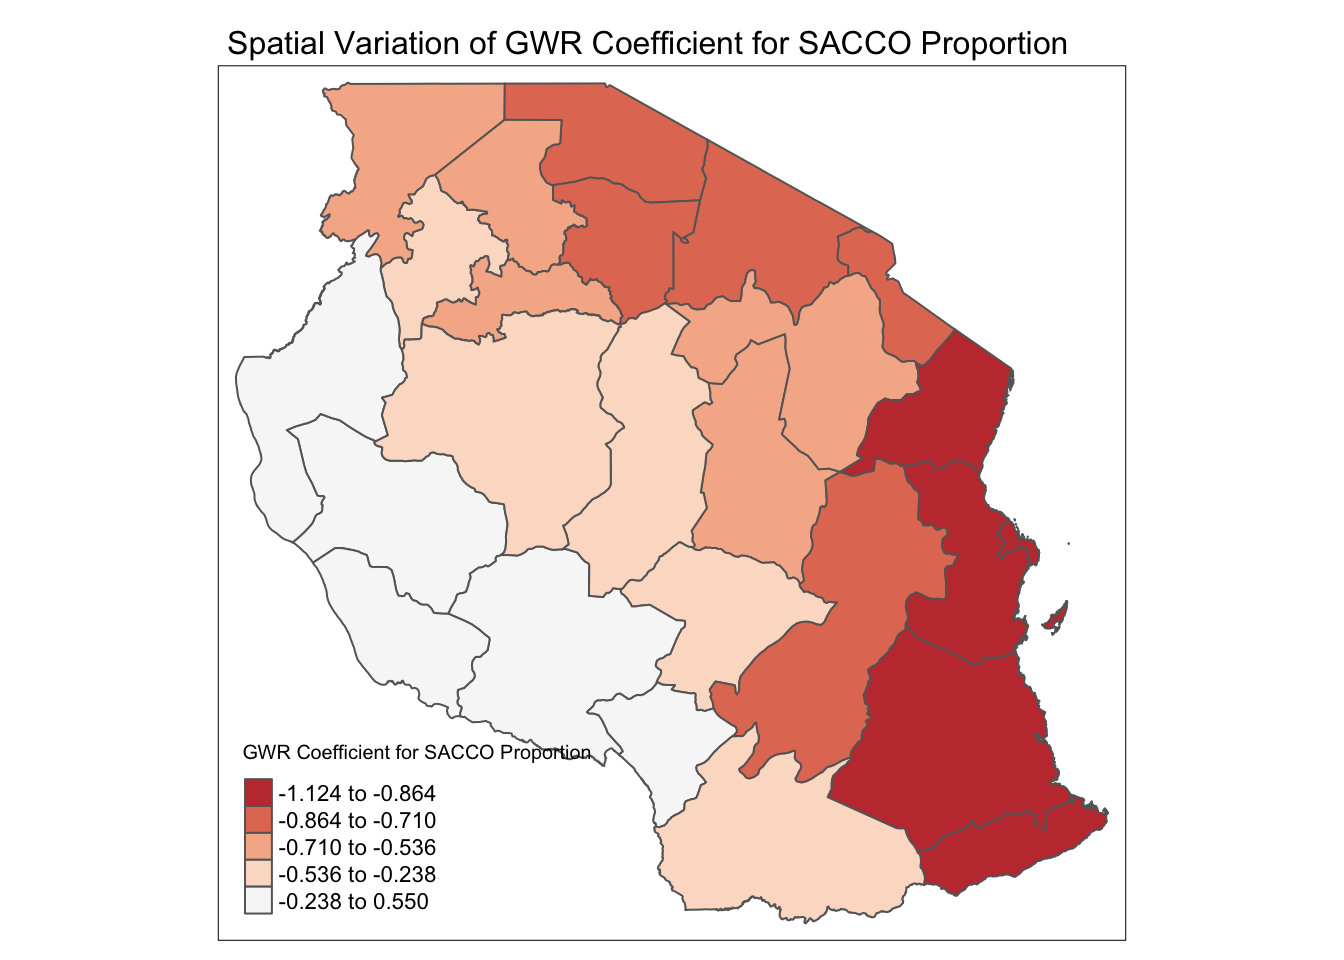 Spatial Variation of GWR Coefficient for SACCO Proportion
GWR Coefficient for SACCO Proportion
-1.124 to -0.864
-0.864 to -0.710
-0.710 to -0.536
-0.536 to -0.238
-0.238 to 0.550